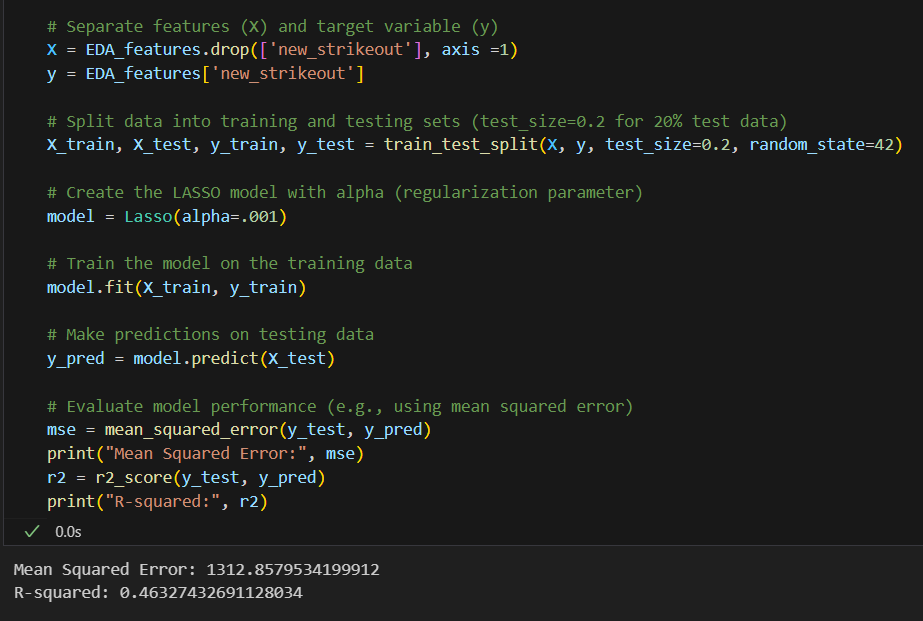 # Separate features (X) and target variable (y)
X = EDA_features.drop(['new_strikeout'], axis =1)
y = EDA_features['new_strikeout']
# Split data into training and testing sets (test_size=0.2 for 20% test data)
X_train, X_test, y_train, y_test = train_test_split(X, y, test_size=0.2, random_state=42)
# Create the LASSO model with alpha (regularization parameter)
model = Lasso(alpha=.001)
# Train the model on the training data
model.fit(X_train, y_train)
# Make predictions on testing data
y_pred = model.predict(X_test)
# Evaluate model performance (e.g., using mean squared error)
mse = mean_squared_error(y_test, y_pred)
print("Mean Squared Error:", mse)
r2 = r2_score(y_test, y_pred)
print("R-squared:", r2)
0.0s
Mean Squared Error: 1312.8579534199912
R-squared: 0.46327432691128034